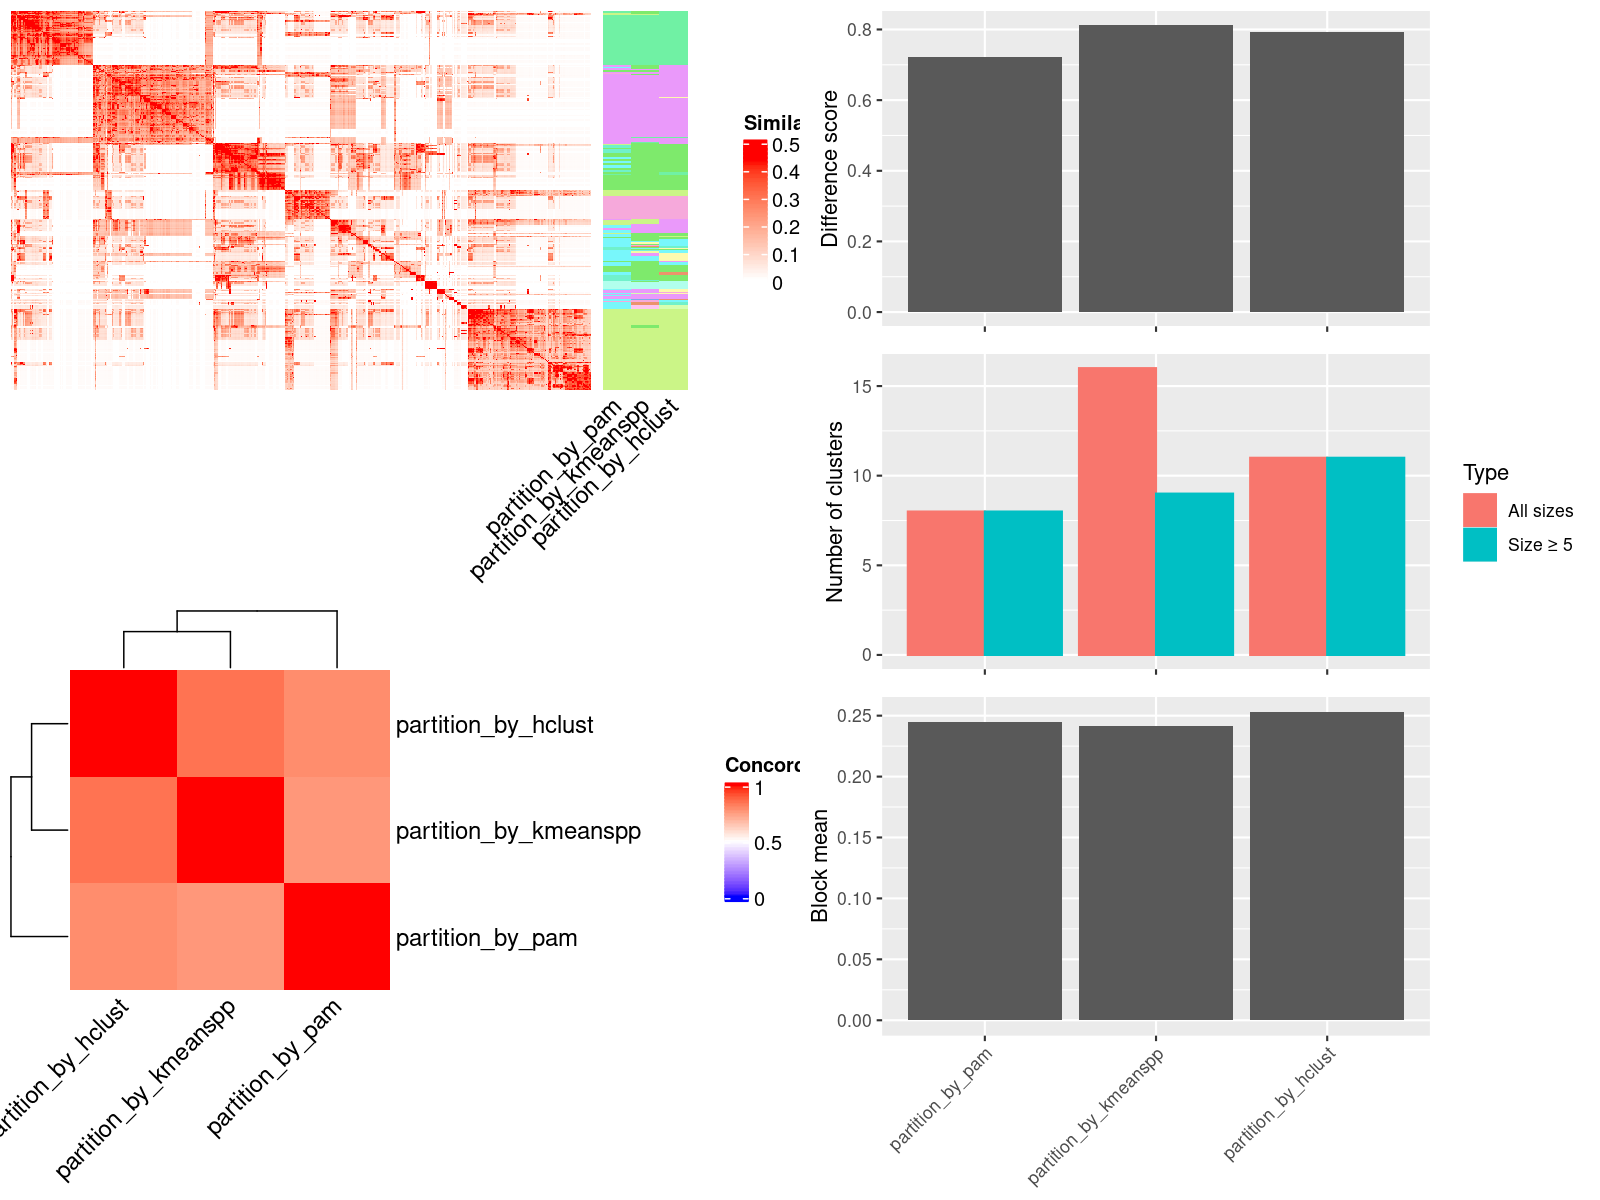 Simila
0.5
0.4
0.3
0.2
0.1
0
partition_by_pam
partition_by_kmeanspp
partition_by_hclust
partition_by_hclust
partition_by_kmeanspp
partition_by_pam
artition_by_hclust
partition_by_kmeanspp
partition_by_pam
Concord
1
0.5
0
Difference score
0.8
0.6
0.4
0.2
0.0
Number of clusters
15
10
5
0
Type
All sizes
Size ≥ 5
Block mean
0.25
0.20
0.15
0.10
0.05
0.00
partition_by_pam
partition_by_kmeanspp
partition_by_hclust